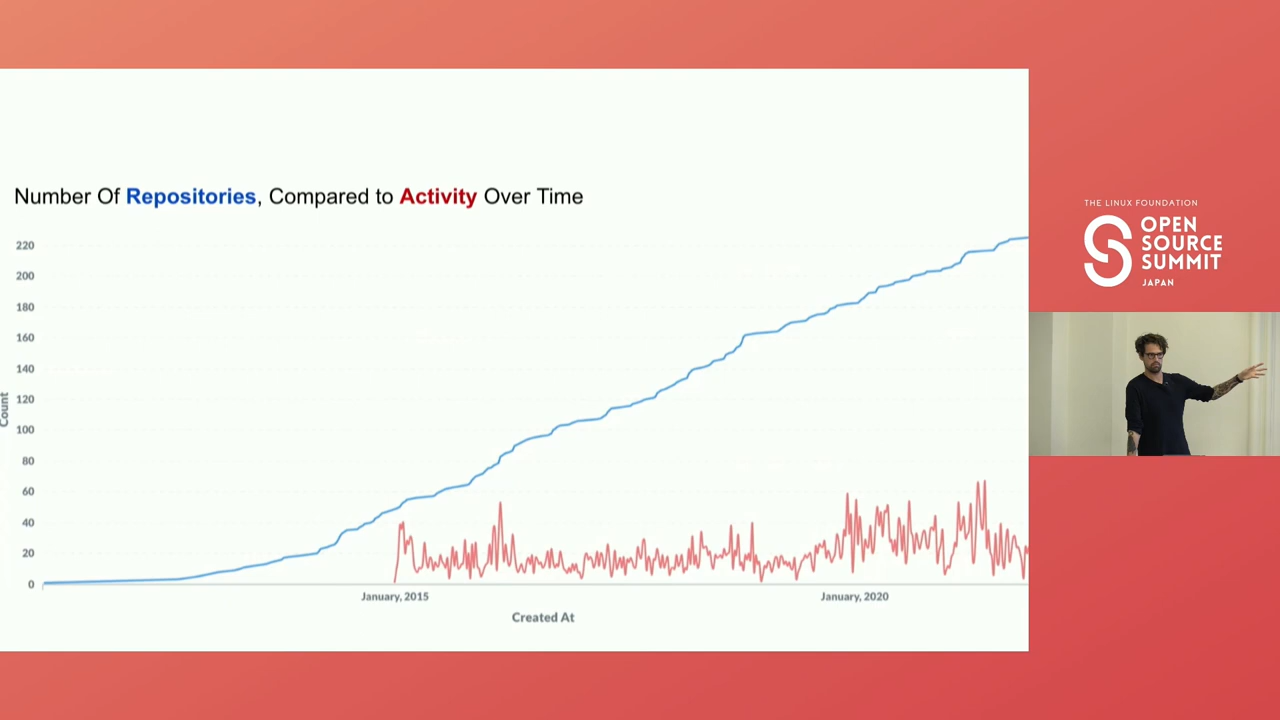 Number Of Repositories, Compared to Activity Over Time
220
200
180
160
140
120
100
80
60
40
20
0
Count
January, 2015
January, 2020
Created At
THE LINUX FOUNDATION
OPEN
SOURCE
SUMMIT
JAPAN